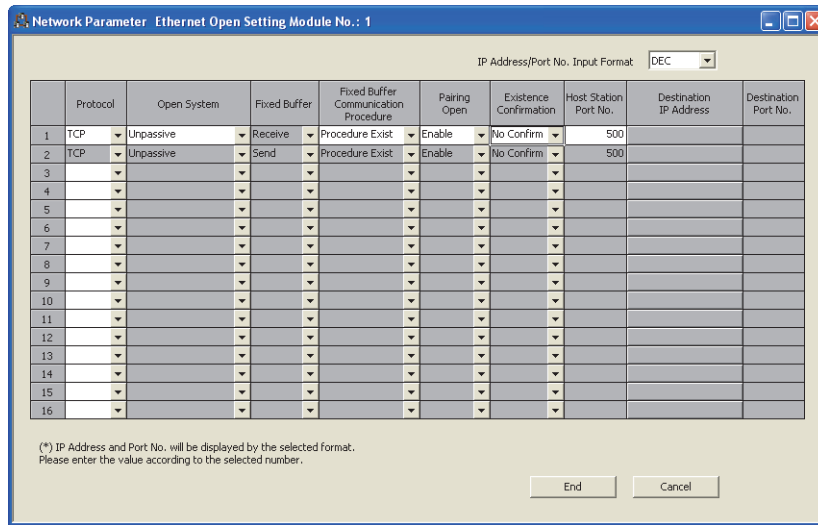 Network Parameter Ethernet Open Setting Module No.: 1
IP Address/Port No. Input Format DEC
Protocol Open System Fixed Buffer Fixed Buffer Communication Procedure Pairing Open Existence Confirmation Host Station Port No. Destination IP Address Destination Port No.
1 TCP Unpassive Receive Procedure Exist Enable No Confirm 500
2 TCP Unpassive Send Procedure Exist Enable No Confirm 500
3
4
5
6
7
8
9
10
11
12
13
14
15
16
(*) IP Address and Port No. will be displayed by the selected format.
Please enter the value according to the selected number.
End Cancel